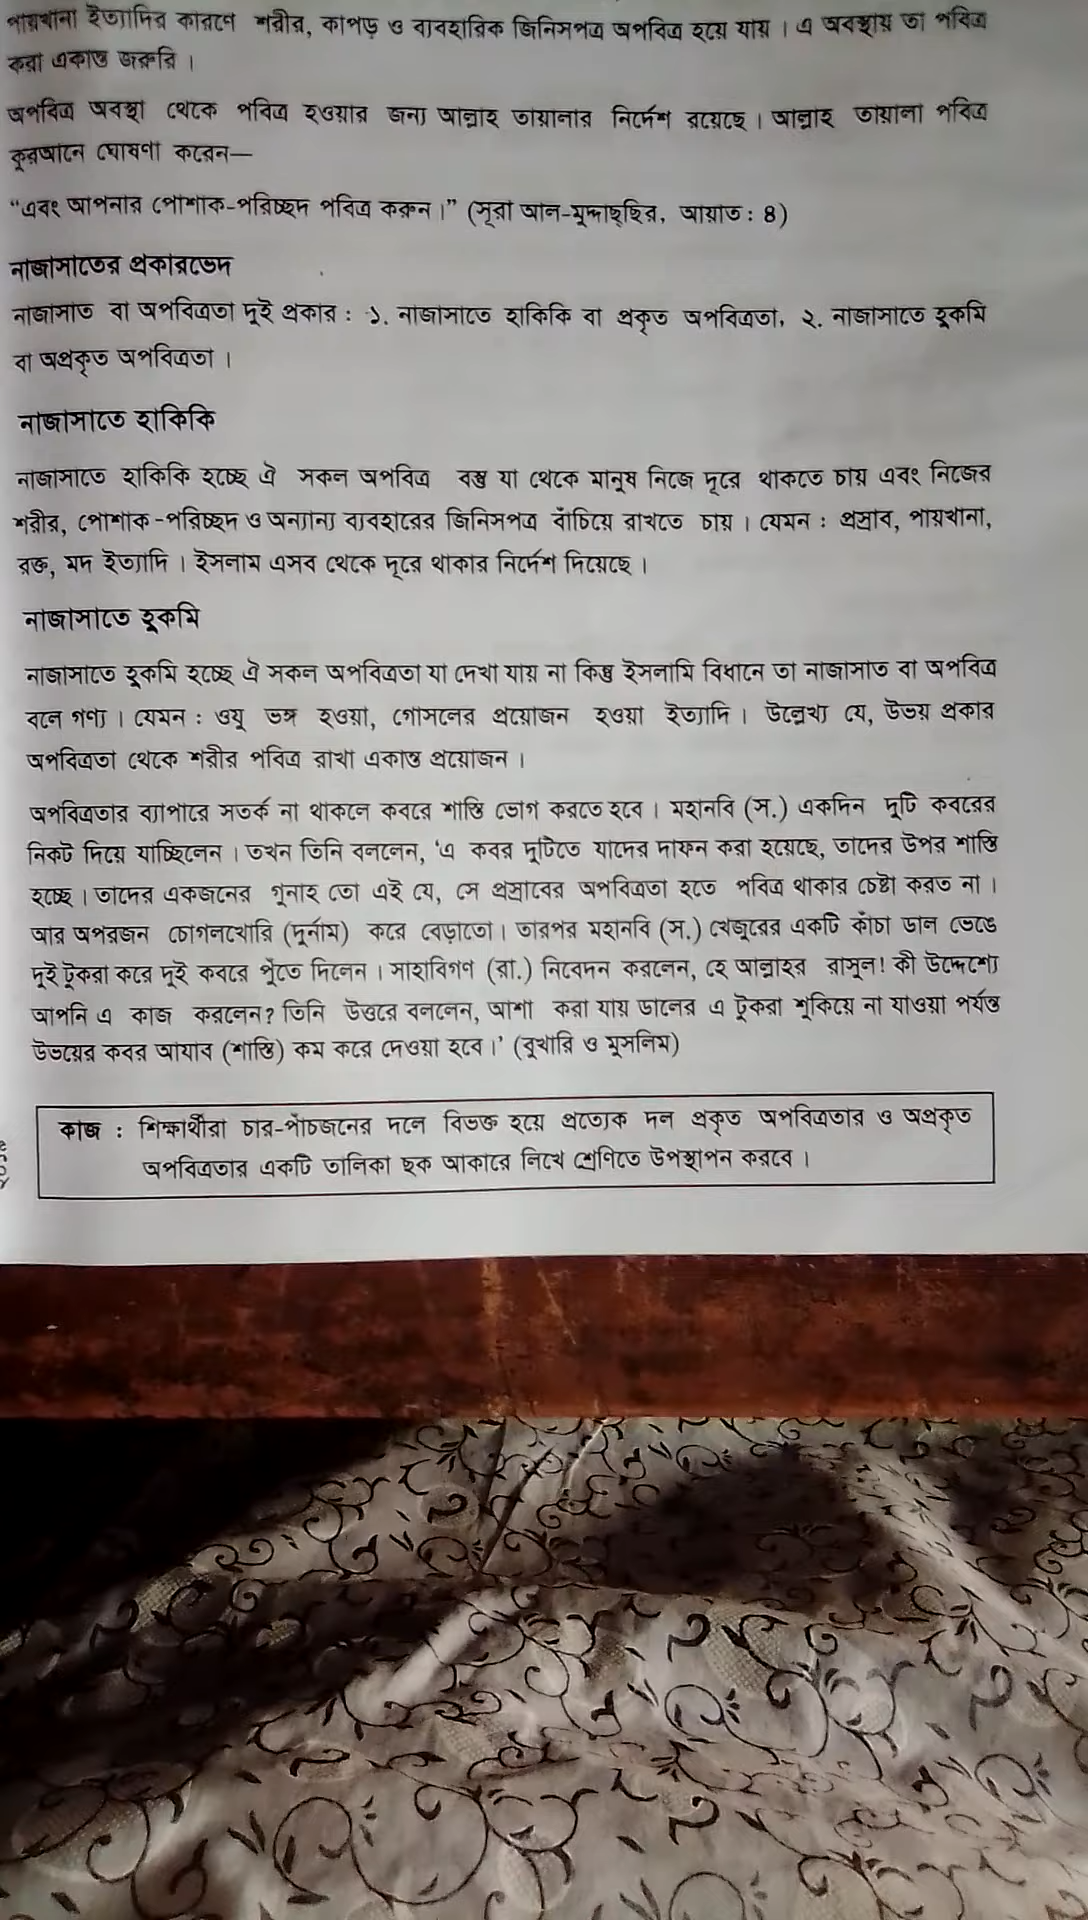 পায়খানা ইত্যাদির কারণে শরীর, কাপড় ও ব্যবহারিক জিনিসপত্র অপবিত্র হয়ে যায়। এ অবস্থায় তা পবিত্র
করা একান্ত জরুরি।
অপবিত্র অবস্থা থেকে পবিত্র হওয়ার জন্য আল্লাহ তায়ালার নির্দেশ রয়েছে। আল্লাহ তায়ালা পবিত্র
কুরআনে ঘোষণা করেন—
“এবং আপনার পোশাক-পরিচ্ছদ পবিত্র করুন।” (সূরা আল-মুদ্দাছ্ছির, আয়াত : ৪)
নাজাসাতের প্রকারভেদ
নাজাসাত বা অপবিত্রতা দুই প্রকার : ১. নাজাসাতে হাকিকি বা প্রকৃত অপবিত্রতা, ২. নাজাসাতে হুকমি
বা অপ্রকৃত অপবিত্রতা।
নাজাসাতে হাকিকি
নাজাসাতে হাকিকি হচ্ছে ঐ সকল অপবিত্র বস্তু যা থেকে মানুষ নিজে দূরে থাকতে চায় এবং নিজের
শরীর, পোশাক-পরিচ্ছদ ও অন্যান্য ব্যবহারের জিনিসপত্র বাঁচিয়ে রাখতে চায়। যেমন : প্রস্রাব, পায়খানা,
রক্ত, মদ ইত্যাদি। ইসলাম এসব থেকে দূরে থাকার নির্দেশ দিয়েছে।
নাজাসাতে হুকমি
নাজাসাতে হুকমি হচ্ছে ঐ সকল অপবিত্রতা যা দেখা যায় না কিন্তু ইসলামি বিধানে তা নাজাসাত বা অপবিত্র
বলে গণ্য। যেমন : ওযু ভঙ্গ হওয়া, গোসলের প্রয়োজন হওয়া ইত্যাদি। উল্লেখ্য যে, উভয় প্রকার
অপবিত্রতা থেকে শরীর পবিত্র রাখা একান্ত প্রয়োজন।
অপবিত্রতার ব্যাপারে সতর্ক না থাকলে কবরে শাস্তি ভোগ করতে হবে। মহানবি (স.) একদিন দুটি কবরের
নিকট দিয়ে যাচ্ছিলেন। তখন তিনি বললেন, ‘এ কবর দুটিতে যাদের দাফন করা হয়েছে, তাদের উপর শাস্তি
হচ্ছে। তাদের একজনের গুনাহ তো এই যে, সে প্রস্রাবের অপবিত্রতা হতে পবিত্র থাকার চেষ্টা করত না।
আর অপরজন চোগলখোরি (দুর্নাম) করে বেড়াতো। তারপর মহানবি (স.) খেজুরের একটি কাঁচা ডাল ভেঙে
দুই টুকরা করে দুই কবরে পুঁতে দিলেন। সাহাবিগণ (রা.) নিবেদন করলেন, হে আল্লাহর রাসুল! কী উদ্দেশ্যে
আপনি এ কাজ করলেন? তিনি উত্তরে বললেন, আশা করা যায় ডালের এ টুকরা শুকিয়ে না যাওয়া পর্যন্ত
উভয়ের কবর আযাব (শাস্তি) কম করে দেওয়া হবে।’ (বুখারি ও মুসলিম)
কাজ : শিক্ষার্থীরা চার-পাঁচজনের দলে বিভক্ত হয়ে প্রত্যেক দল প্রকৃত অপবিত্রতার ও অপ্রকৃত
অপবিত্রতার একটি তালিকা ছক আকারে লিখে শ্রেণিতে উপস্থাপন করবে।